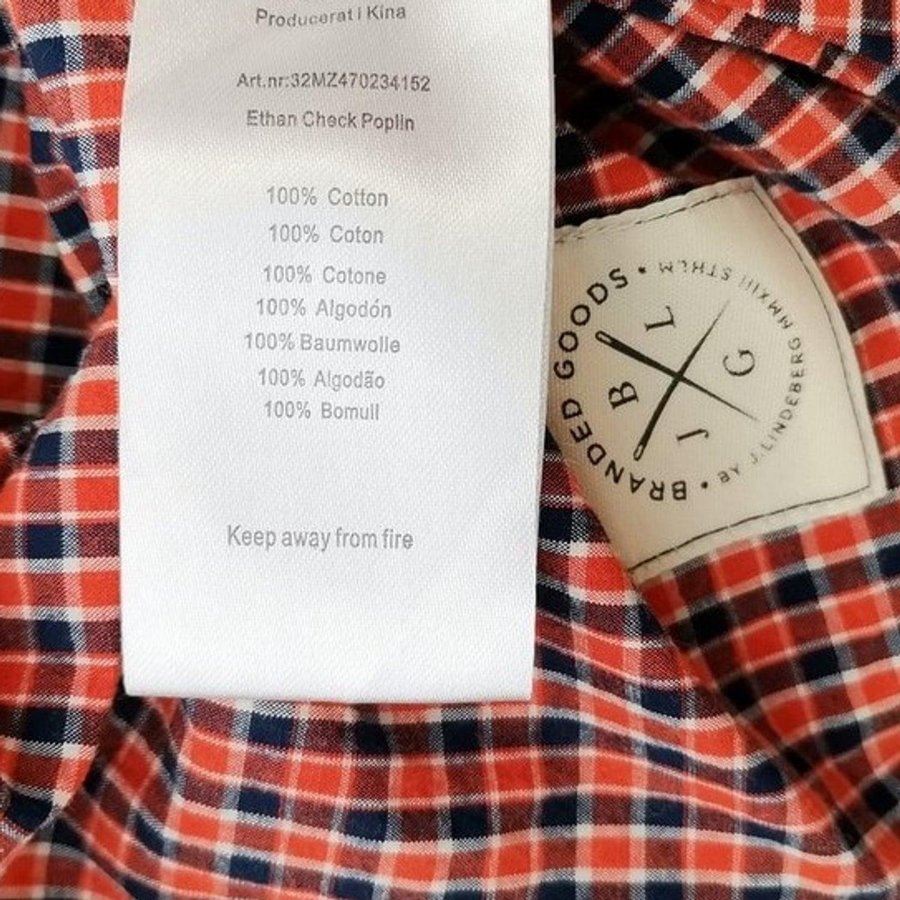 Producerat i Kina
Art.nr:32MZ470234152
Ethan Check Poplin
100% Cotton
100% Coton
100% Cotone
100% Algodón
100% Baumwolle
100% Algodão
100% Bomull
Keep away from fire
BRANDED GOODS • MMXIII STHLM
BY J.LINDEBERG •
J B L G